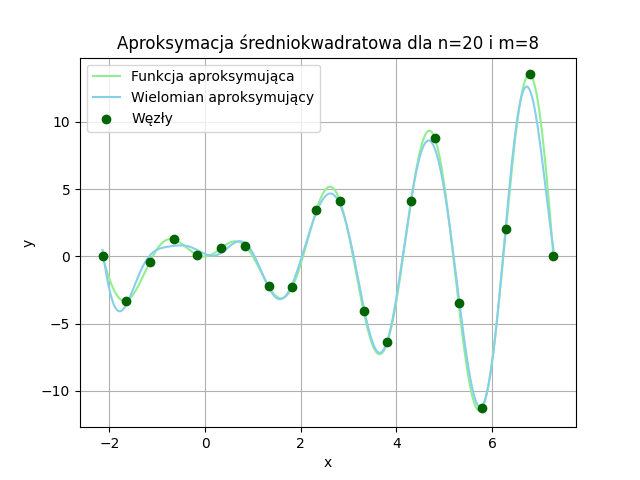 Aproksymacja średniokwadratowa dla n=20 i m=8
Funkcja aproksymująca
Wielomian aproksymujący
Węzły
10
5
0
−5
−10
y
−2
0
2
4
6
x